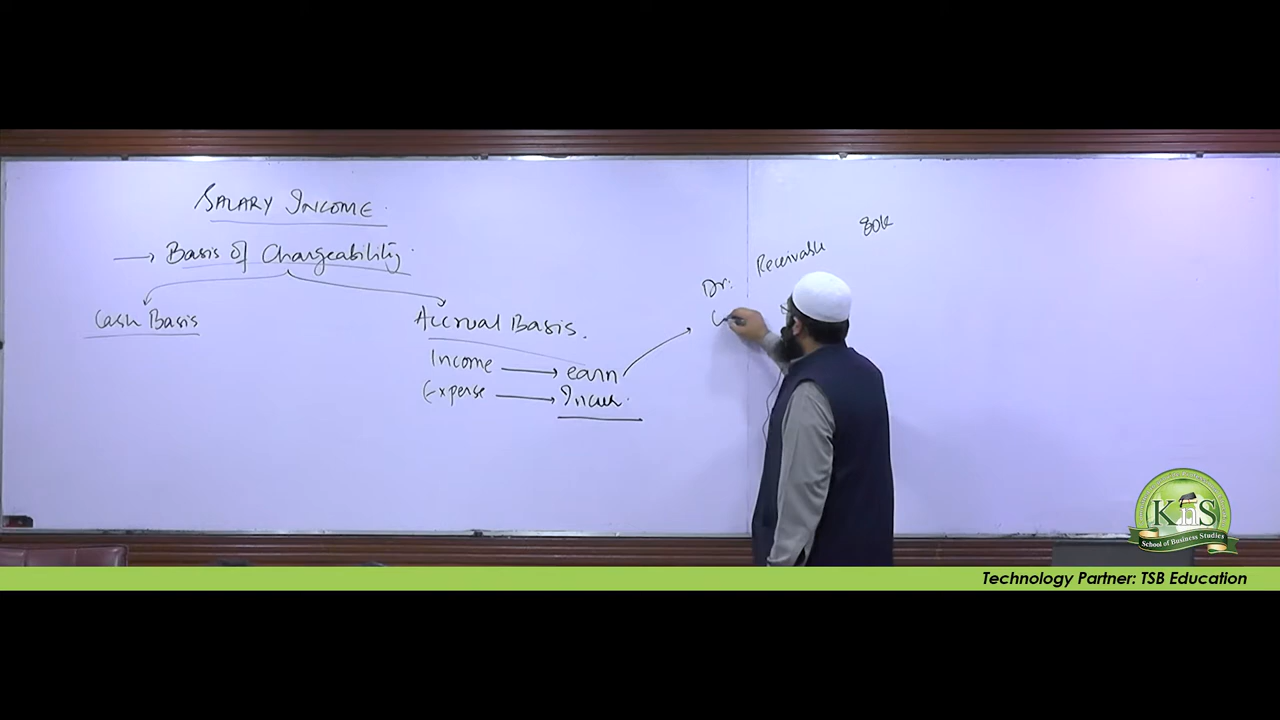 SALARY INCOME
→ Basis of Chargeability
Cash Basis
Accrual Basis.
Income → earn
Expense → Incur.
Dr: Receivable 80k
KnS
School of Business Studies
Technology Partner: TSB Education